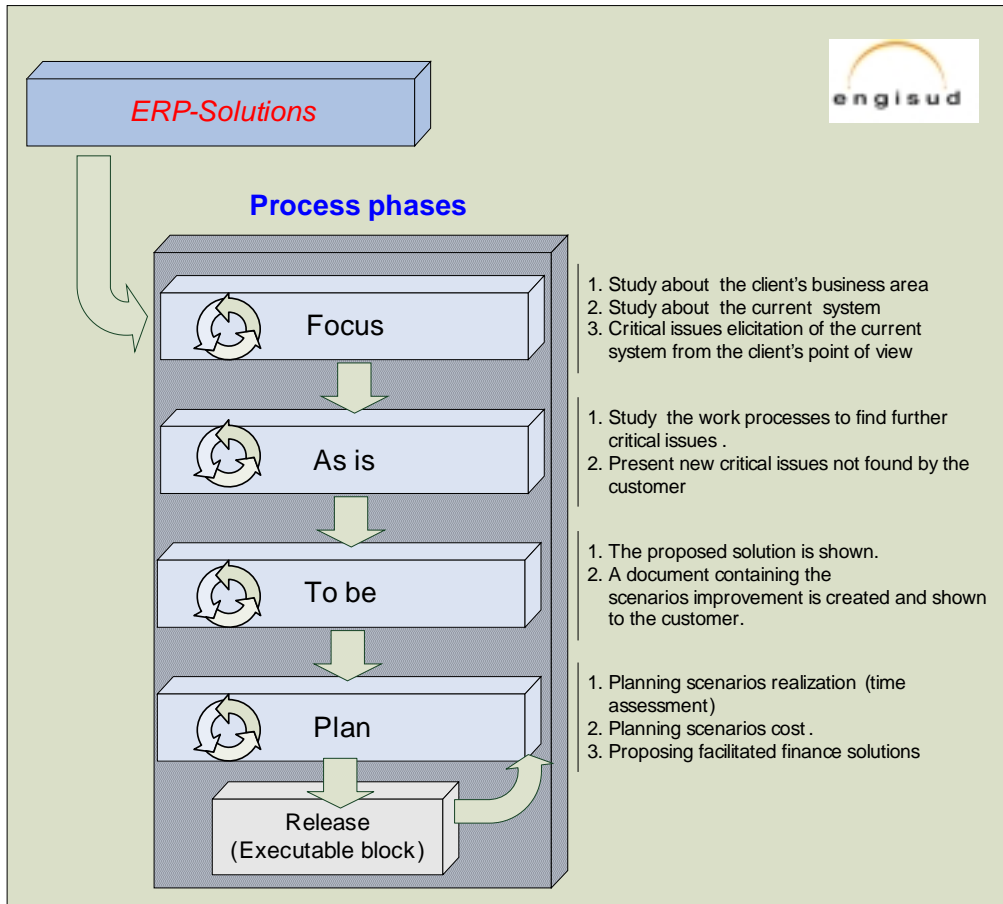 ERP-Solutions
engisud
Process phases
Focus
1. Study about the client's business area
2. Study about the current system
3. Critical issues elicitation of the current
system from the client's point of view
As is
1. Study the work processes to find further
critical issues .
2. Present new critical issues not found by the
customer
To be
1. The proposed solution is shown.
2. A document containing the
scenarios improvement is created and shown
to the customer.
Plan
1. Planning scenarios realization (time
assessment)
2. Planning scenarios cost .
3. Proposing facilitated finance solutions
Release
(Executable block)